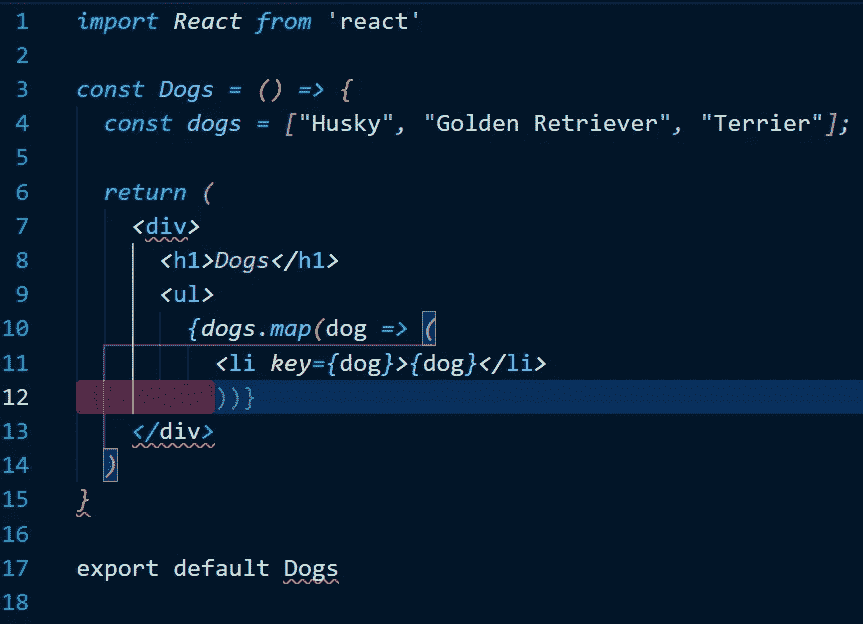 1 import React from 'react'
2
3 const Dogs = () => {
4 const dogs = ["Husky", "Golden Retriever", "Terrier"];
5
6 return (
7 <div>
8 <h1>Dogs</h1>
9 <ul>
10 {dogs.map(dog => (
11 <li key={dog}>{dog}</li>
12 ))}
13 </div>
14 )
15 }
16
17 export default Dogs
18